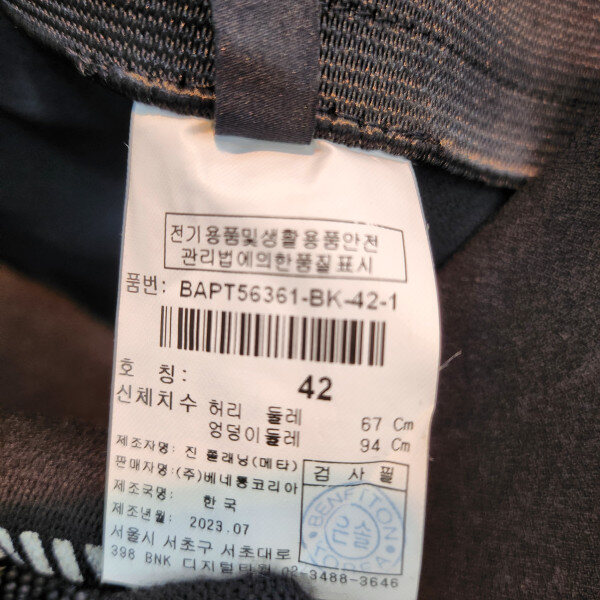 전기용품및생활용품안전
관리법에의한품질표시
품번: BAPT56361-BK-42-1
호 칭: 42
신체치수 허리 둘레 67 Cm
엉덩이둘레 94 Cm
제조자명: 진 플래닝(메타)
판매자명: (주)베네통코리아
제조국명: 한국
제조년월: 2023.07
검사필
BENETTON
KOREA
서울시 서초구 서초대로
398 BNK 디지털타워 02-3488-3646